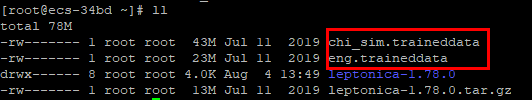 [root@ecs-34bd ~]# ll
total 78M
-rw------- 1 root root  43M Jul 11  2019 chi_sim.traineddata
-rw------- 1 root root  23M Jul 11  2019 eng.traineddata
drwx------ 8 root root 4.0K Aug  4 13:49 leptonica-1.78.0
-rw------- 1 root root  13M Jul 11  2019 leptonica-1.78.0.tar.gz